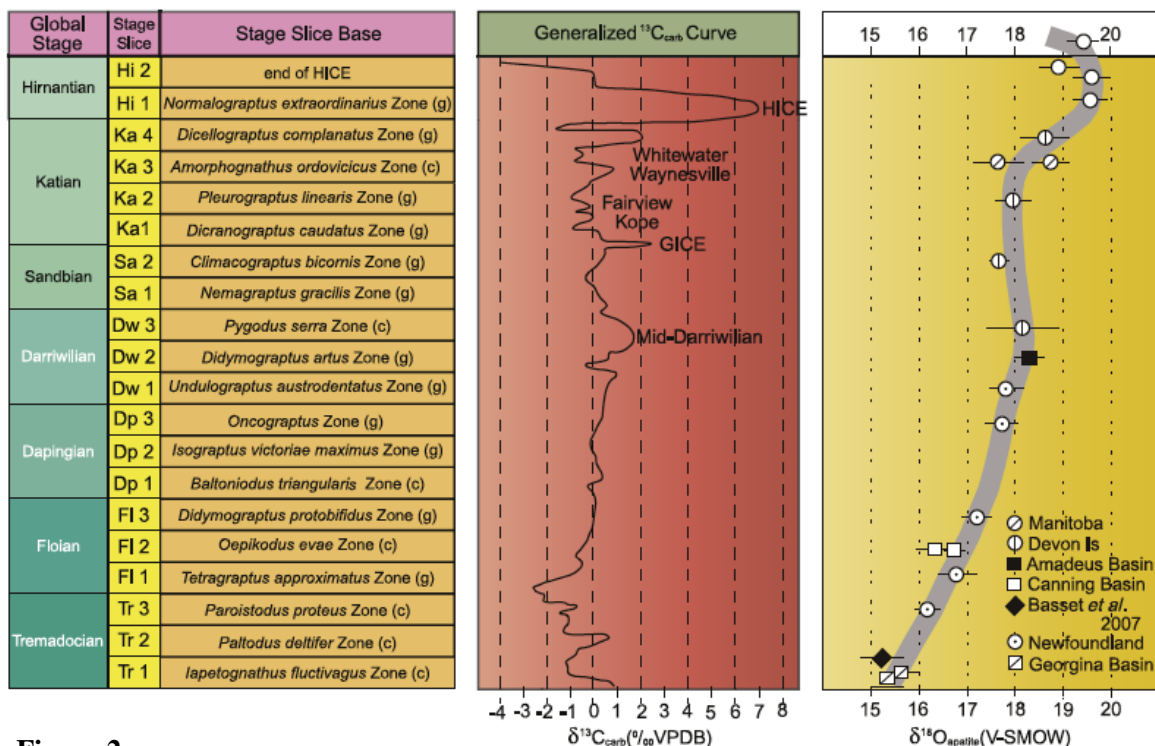 Global Stage
Stage Slice
Stage Slice Base
Hirnantian
Hi 2
end of HICE
Hi 1
Normalograptus extraordinarius Zone (g)
Katian
Ka 4
Dicellograptus complanatus Zone (g)
Ka 3
Amorphognathus ordovicicus Zone (c)
Ka 2
Pleurograptus linearis Zone (g)
Ka1
Dicranograptus caudatus Zone (g)
Sandbian
Sa 2
Climacograptus bicornis Zone (g)
Sa 1
Nemagraptus gracilis Zone (g)
Darriwilian
Dw 3
Pygodus serra Zone (c)
Dw 2
Didymograptus artus Zone (g)
Dw 1
Undulograptus austrodentatus Zone (g)
Dapingian
Dp 3
Oncograptus Zone (g)
Dp 2
Isograptus victoriae maximus Zone (g)
Dp 1
Baltoniodus triangularis Zone (c)
Floian
Fl 3
Didymograptus protobifidus Zone (g)
Fl 2
Oepikodus evae Zone (c)
Fl 1
Tetragraptus approximatus Zone (g)
Tremadocian
Tr 3
Paroistodus proteus Zone (c)
Tr 2
Paltodus deltifer Zone (c)
Tr 1
Iapetognathus fluctivagus Zone (c)
Generalized ¹³Ccarb Curve
HICE
Whitewater
Waynesville
Fairview
Kope
GICE
Mid-Darriwilian
-4 -2 -1 0 1 2 3 4 5 6 7 8
δ¹³Ccarb(°/₀₀VPDB)
15 16 17 18 19 20
Manitoba
Devon Is
Amadeus Basin
Canning Basin
Basset et al.
2007
Newfoundland
Georgina Basin
15 16 17 18 19 20
δ¹⁸Oapatite(V-SMOW)